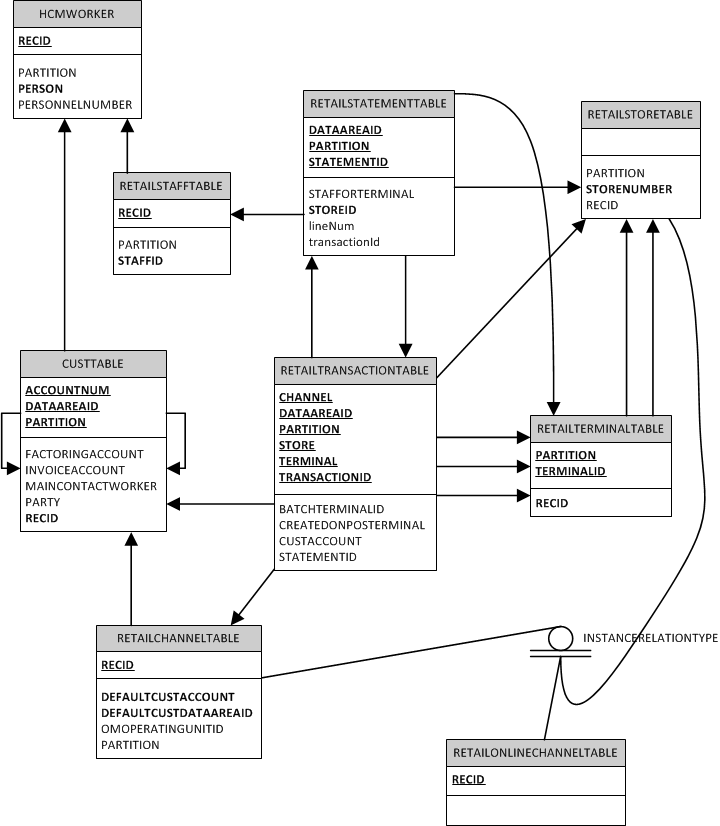 HCMWORKER
RECID
PARTITION
PERSON
PERSONNELNUMBER
RETAILSTATEMENTTABLE
DATAAREAID
PARTITION
STATEMENTID
STAFFORTERMINAL
STOREID
lineNum
transactionId
RETAILSTORETABLE
PARTITION
STORENUMBER
RECID
RETAILSTAFFTABLE
RECID
PARTITION
STAFFID
CUSTTABLE
ACCOUNTNUM
DATAAREAID
PARTITION
FACTORINGACCOUNT
INVOICEACCOUNT
MAINCONTACTWORKER
PARTY
RECID
RETAILTRANSACTIONTABLE
CHANNEL
DATAAREAID
PARTITION
STORE
TERMINAL
TRANSACTIONID
BATCHTERMINALID
CREATEDONPOSTERMINAL
CUSTACCOUNT
STATEMENTID
RETAILTERMINALTABLE
PARTITION
TERMINALID
RECID
RETAILCHANNELTABLE
RECID
DEFAULTCUSTACCOUNT
DEFAULTCUSTDATAAREAID
OMOPERATINGUNITID
PARTITION
INSTANCERELATIONTYPE
RETAILONLINECHANNELTABLE
RECID